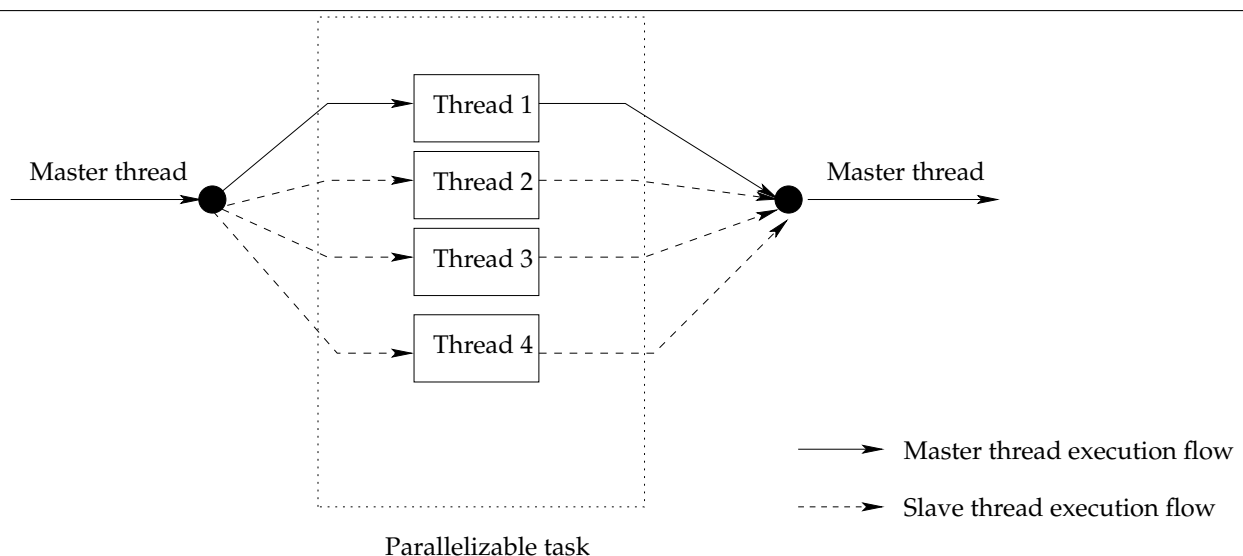 Thread 1
Master thread
Thread 2
Master thread
Thread 3
Thread 4
Master thread execution flow
Slave thread execution flow
Parallelizable task